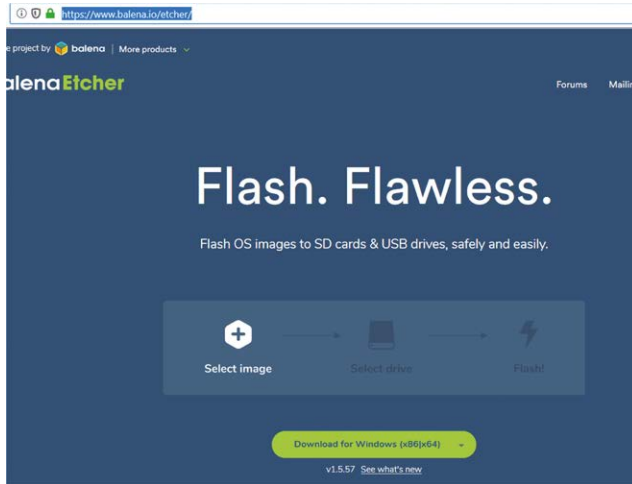 https://www.balena.io/etcher/
e project by balena | More products
alenaEtcher
Forums Mailin
Flash. Flawless.
Flash OS images to SD cards & USB drives, safely and easily.
Select image Select drive Flash!
Download for Windows (x86|x64)
v1.5.57 See what's new